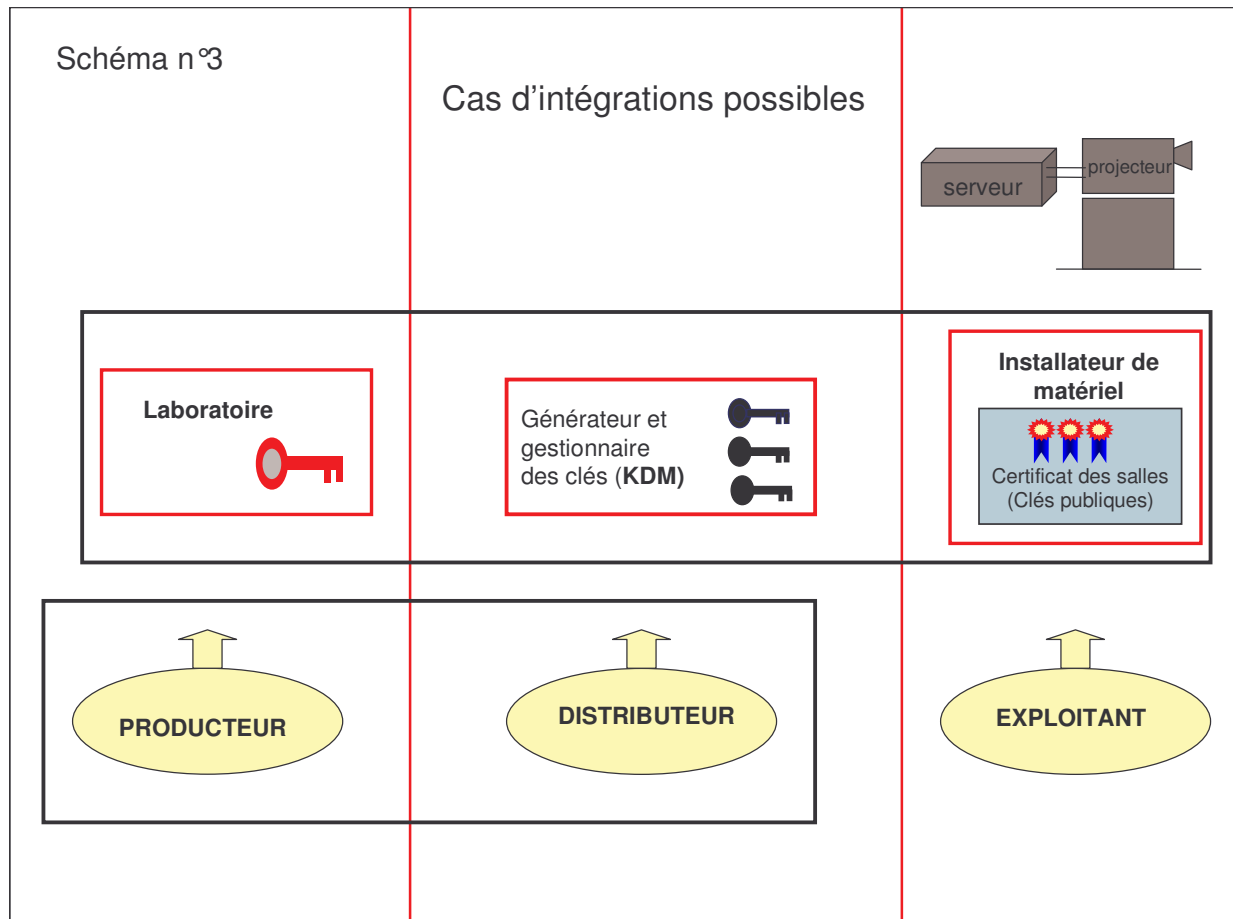 Schéma n°3
Cas d'intégrations possibles
serveur
projecteur
Laboratoire
Générateur et
gestionnaire
des clés (KDM)
Installateur de
matériel
Certificat des salles
(Clés publiques)
PRODUCTEUR
DISTRIBUTEUR
EXPLOITANT